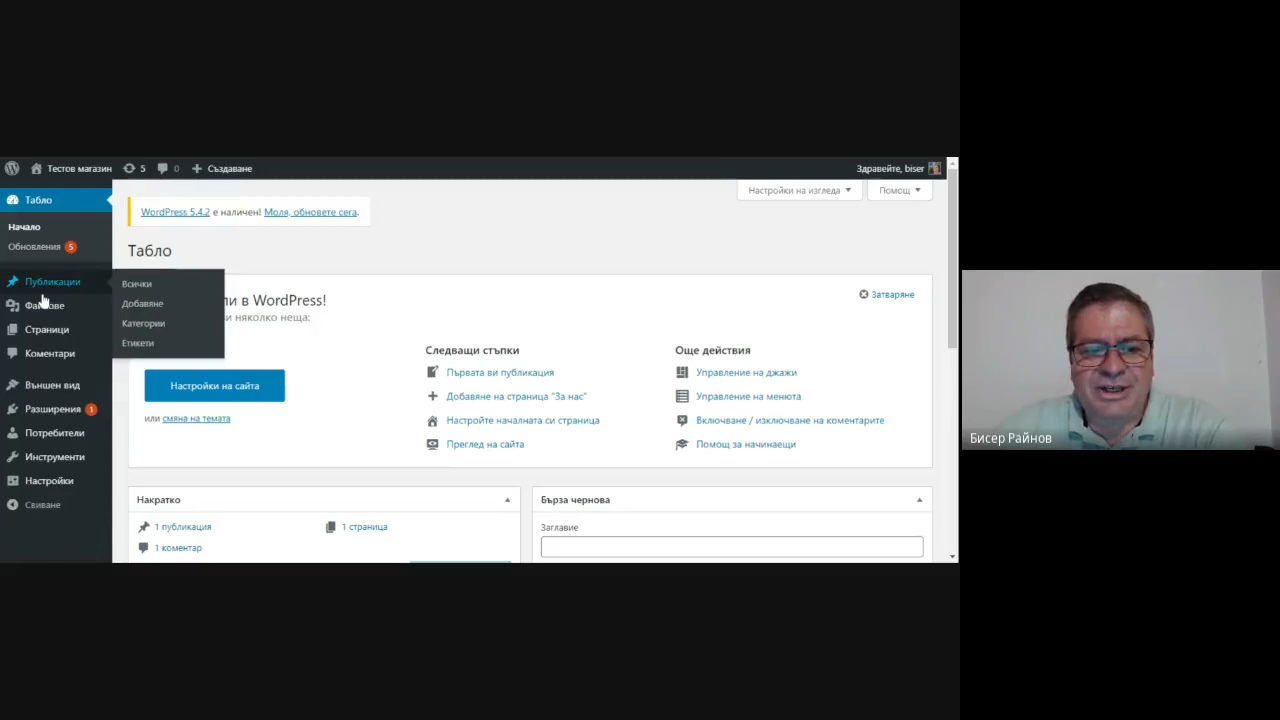 Тестов магазин 5 0 Създаване Здравейте, biser
Табло
Начало
Обновления 5
Публикации
Файлове
Страници
Коментари
Външен вид
Разширения 1
Потребители
Инструменти
Настройки
Свиване
Всички
Добавяне
Категории
Етикети
Настройки на изгледа
Помощ
WordPress 5.4.2 е наличен! Моля, обновете сега.
Табло
ли в WordPress!
няколко неща:
Затваряне
Настройки на сайта
или смяна на темата
Следващи стъпки
Първата ви публикация
Добавяне на страница "За нас"
Настройте началната си страница
Преглед на сайта
Още действия
Управление на джажи
Управление на менюта
Включване / изключване на коментарите
Помощ за начинаещи
Накратко
1 публикация
1 страница
1 коментар
Бърза чернова
Заглавие
Бисер Райнов